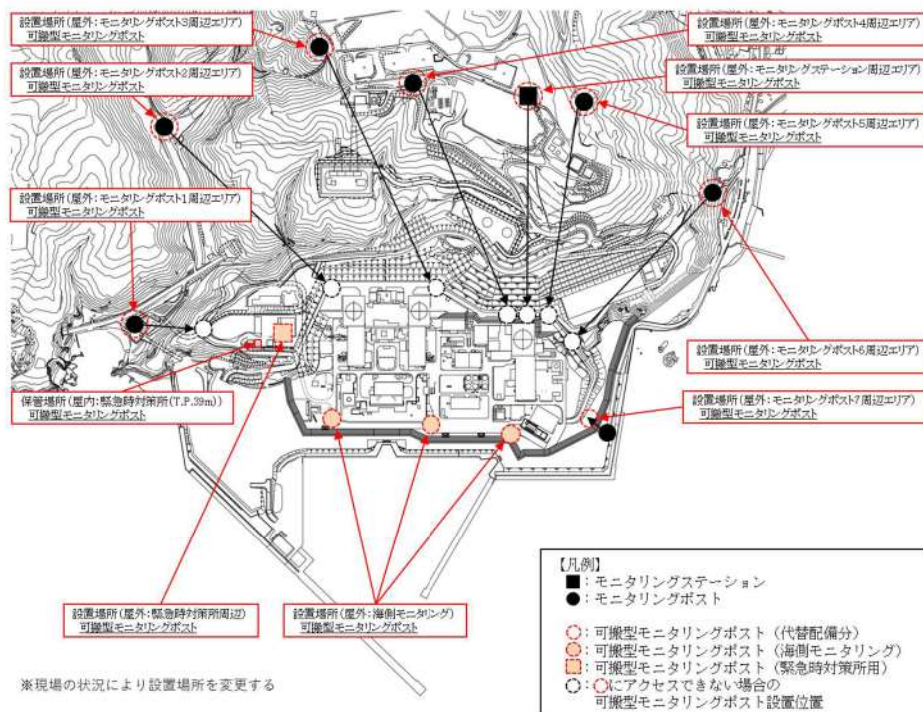 設置場所(屋外:モニタリングポスト3周辺エリア)
可搬型モニタリングポスト
設置場所(屋外:モニタリングポスト4周辺エリア)
可搬型モニタリングポスト
設置場所(屋外:モニタリングポスト2周辺エリア)
可搬型モニタリングポスト
設置場所(屋外:モニタリングステーション周辺エリア)
可搬型モニタリングポスト
設置場所(屋外:モニタリングポスト5周辺エリア)
可搬型モニタリングポスト
設置場所(屋外:モニタリングポスト1周辺エリア)
可搬型モニタリングポスト
設置場所(屋外:モニタリングポスト6周辺エリア)
可搬型モニタリングポスト
保管場所(屋内:緊急時対策所(T.P.39m))
可搬型モニタリングポスト
設置場所(屋外:モニタリングポスト7周辺エリア)
可搬型モニタリングポスト
設置場所(屋外:緊急時対策所周辺)
可搬型モニタリングポスト
設置場所(屋外:海側モニタリング)
可搬型モニタリングポスト
※現場の状況により設置場所を変更する
【凡例】
■:モニタリングステーション
●:モニタリングポスト
:可搬型モニタリングポスト(代替配備分)
:可搬型モニタリングポスト(海側モニタリング)
:可搬型モニタリングポスト(緊急時対策所用)
:にアクセスできない場合の
可搬型モニタリングポスト設置位置